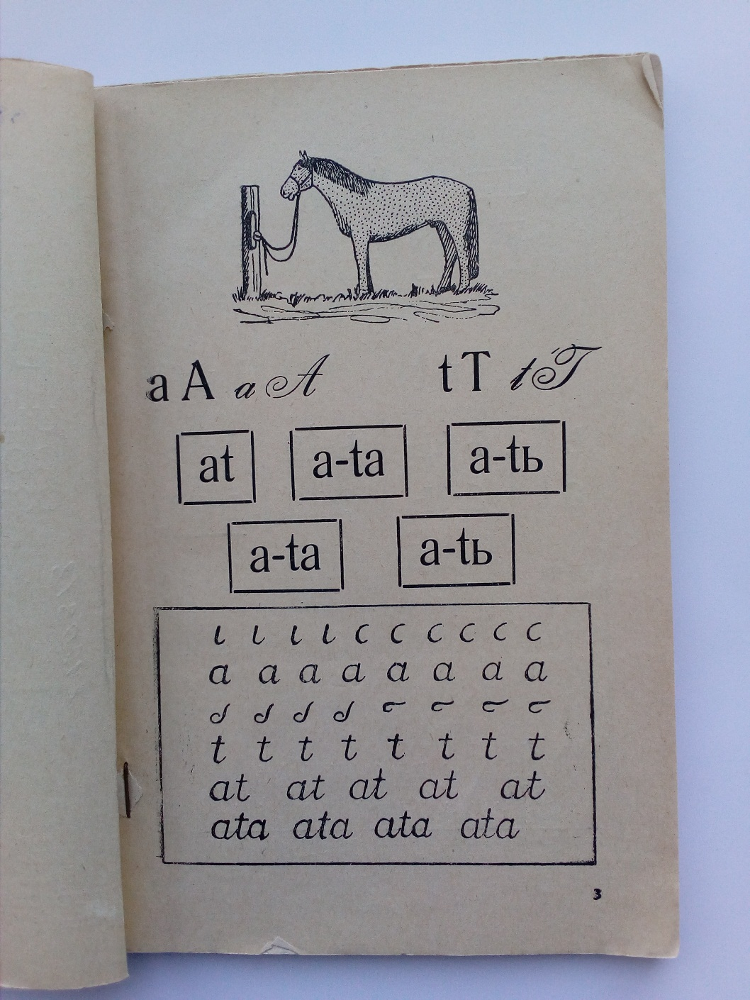 a A a A t T t T
at a-ta a-tь
a-ta a-tь
ι ι ι ι c c c c c c
a a a a a a a a
t t t t t t t t
at at at at at
ata ata ata ata
3